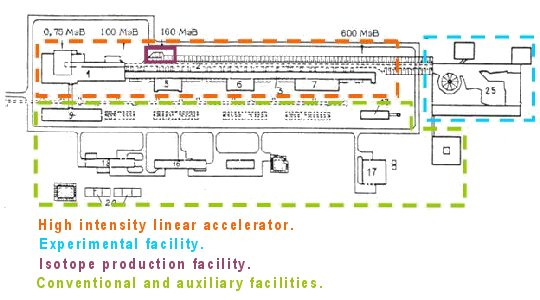 0,75 МэВ 100 МэВ 160 МэВ 600 МэВ
1 2
5 6 3 7
9
25
16 17
20
High intensity linear accelerator.
Experimental facility.
Isotope production facility.
Conventional and auxiliary facilities.